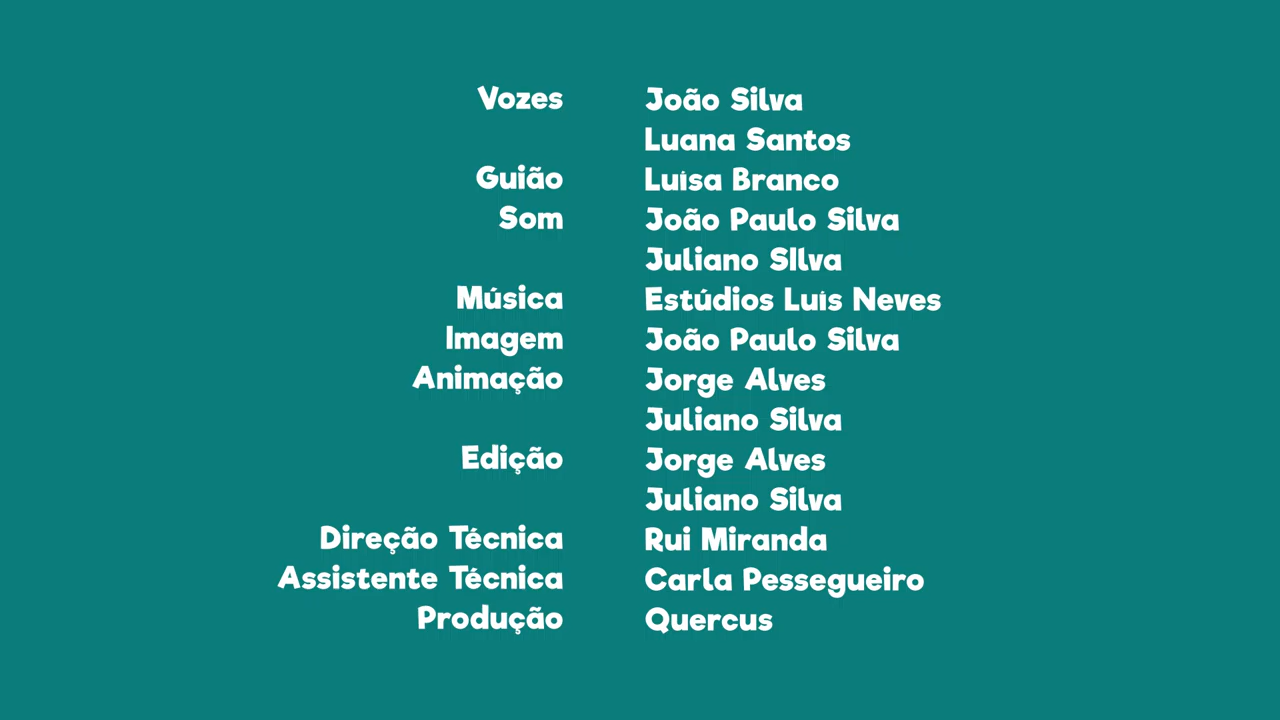 Vozes João Silva
Luana Santos
Guião Luísa Branco
Som João Paulo Silva
Juliano SIlva
Música Estúdios Luís Neves
Imagem João Paulo Silva
Animação Jorge Alves
Juliano Silva
Edição Jorge Alves
Juliano Silva
Direção Técnica Rui Miranda
Assistente Técnica Carla Pessegueiro
Produção Quercus